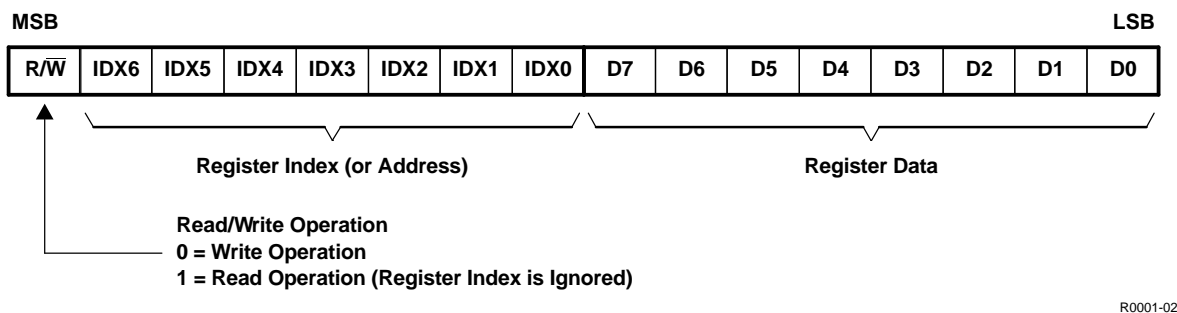 MSB LSB
R/W̅ IDX6 IDX5 IDX4 IDX3 IDX2 IDX1 IDX0 D7 D6 D5 D4 D3 D2 D1 D0
Register Index (or Address) Register Data
Read/Write Operation
0 = Write Operation
1 = Read Operation (Register Index is Ignored)
R0001-02